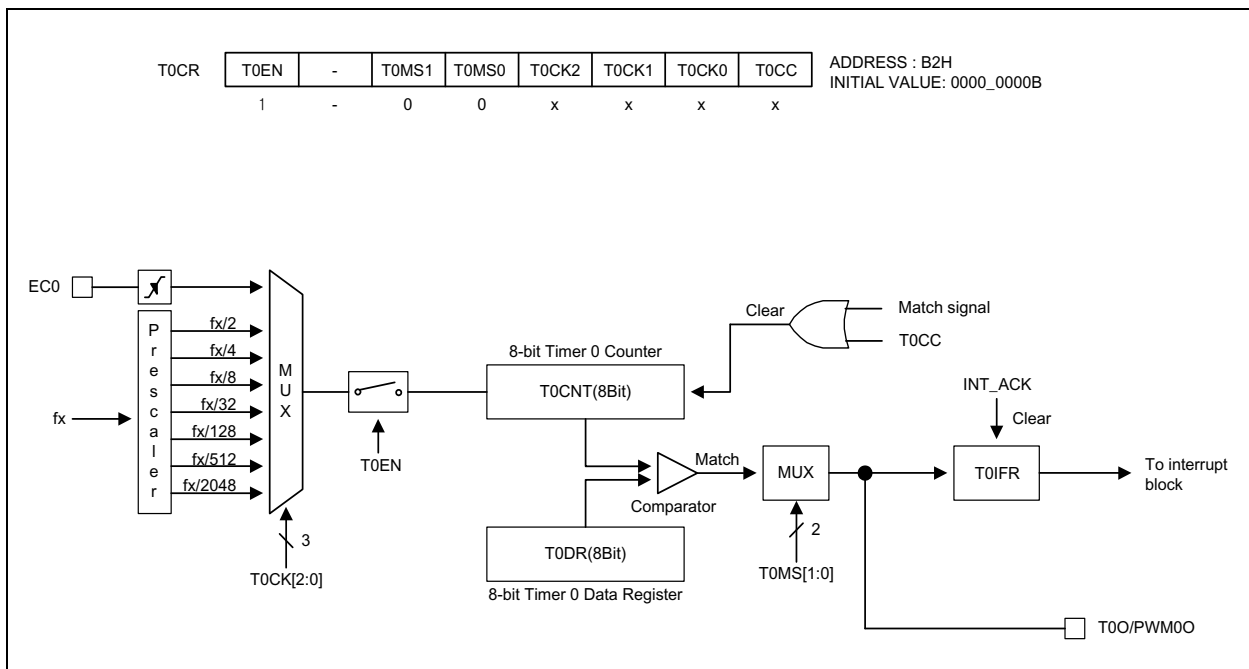 T0CR T0EN - T0MS1 T0MS0 T0CK2 T0CK1 T0CK0 T0CC
ADDRESS : B2H
INITIAL VALUE: 0000_0000B
1 - 0 0 x x x x
EC0
Prescaler
fx
fx/2
fx/4
fx/8
fx/32
fx/128
fx/512
fx/2048
MUX
3
T0CK[2:0]
T0EN
8-bit Timer 0 Counter
T0CNT(8Bit)
Clear
Match signal
T0CC
Comparator
Match
T0DR(8Bit)
8-bit Timer 0 Data Register
MUX
2
T0MS[1:0]
INT_ACK
Clear
T0IFR
To interrupt
block
T0O/PWM0O